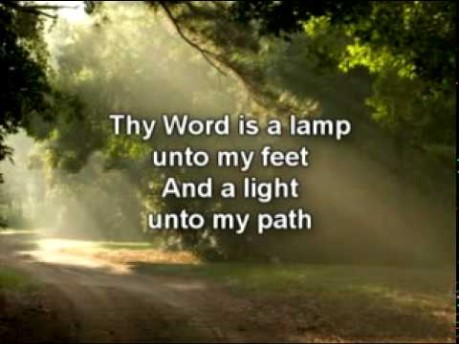 Thy Word is a lamp
unto my feet
And a light
unto my path